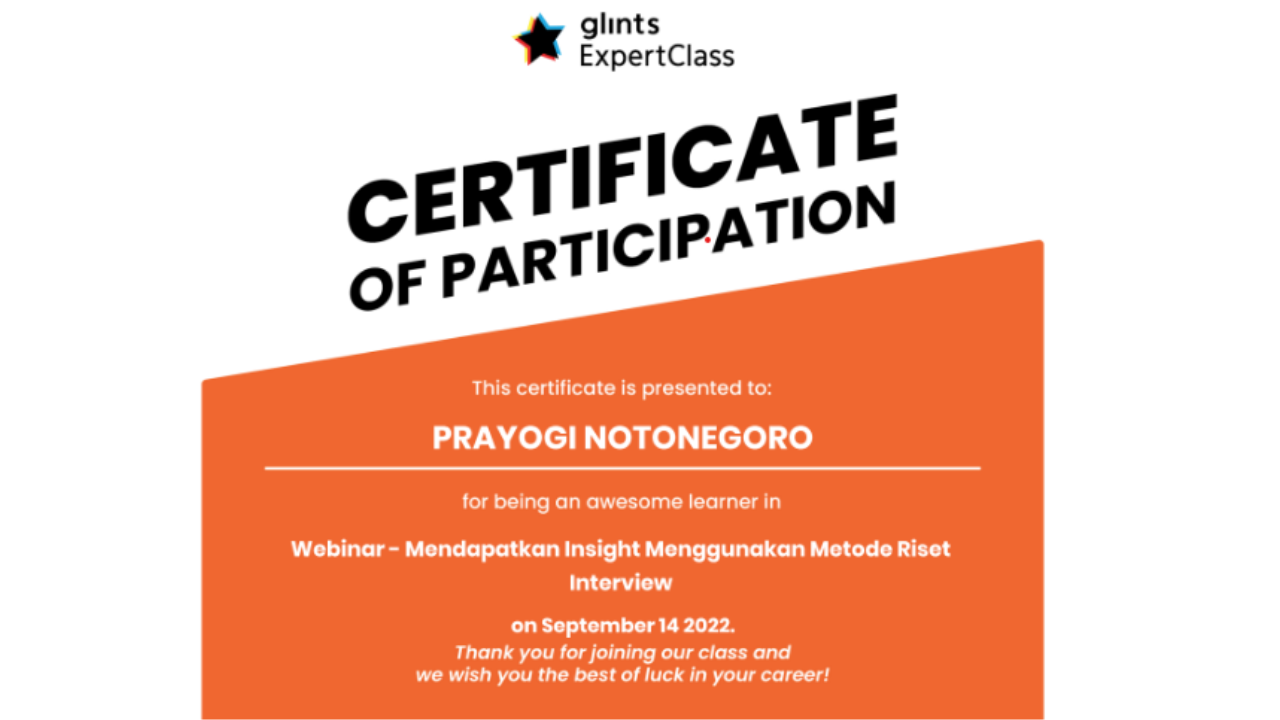 glints
ExpertClass
CERTIFICATE
OF PARTICIPATION
This certificate is presented to:
PRAYOGI NOTONEGORO
for being an awesome learner in
Webinar - Mendapatkan Insight Menggunakan Metode Riset
Interview
on September 14 2022.
Thank you for joining our class and
we wish you the best of luck in your career!